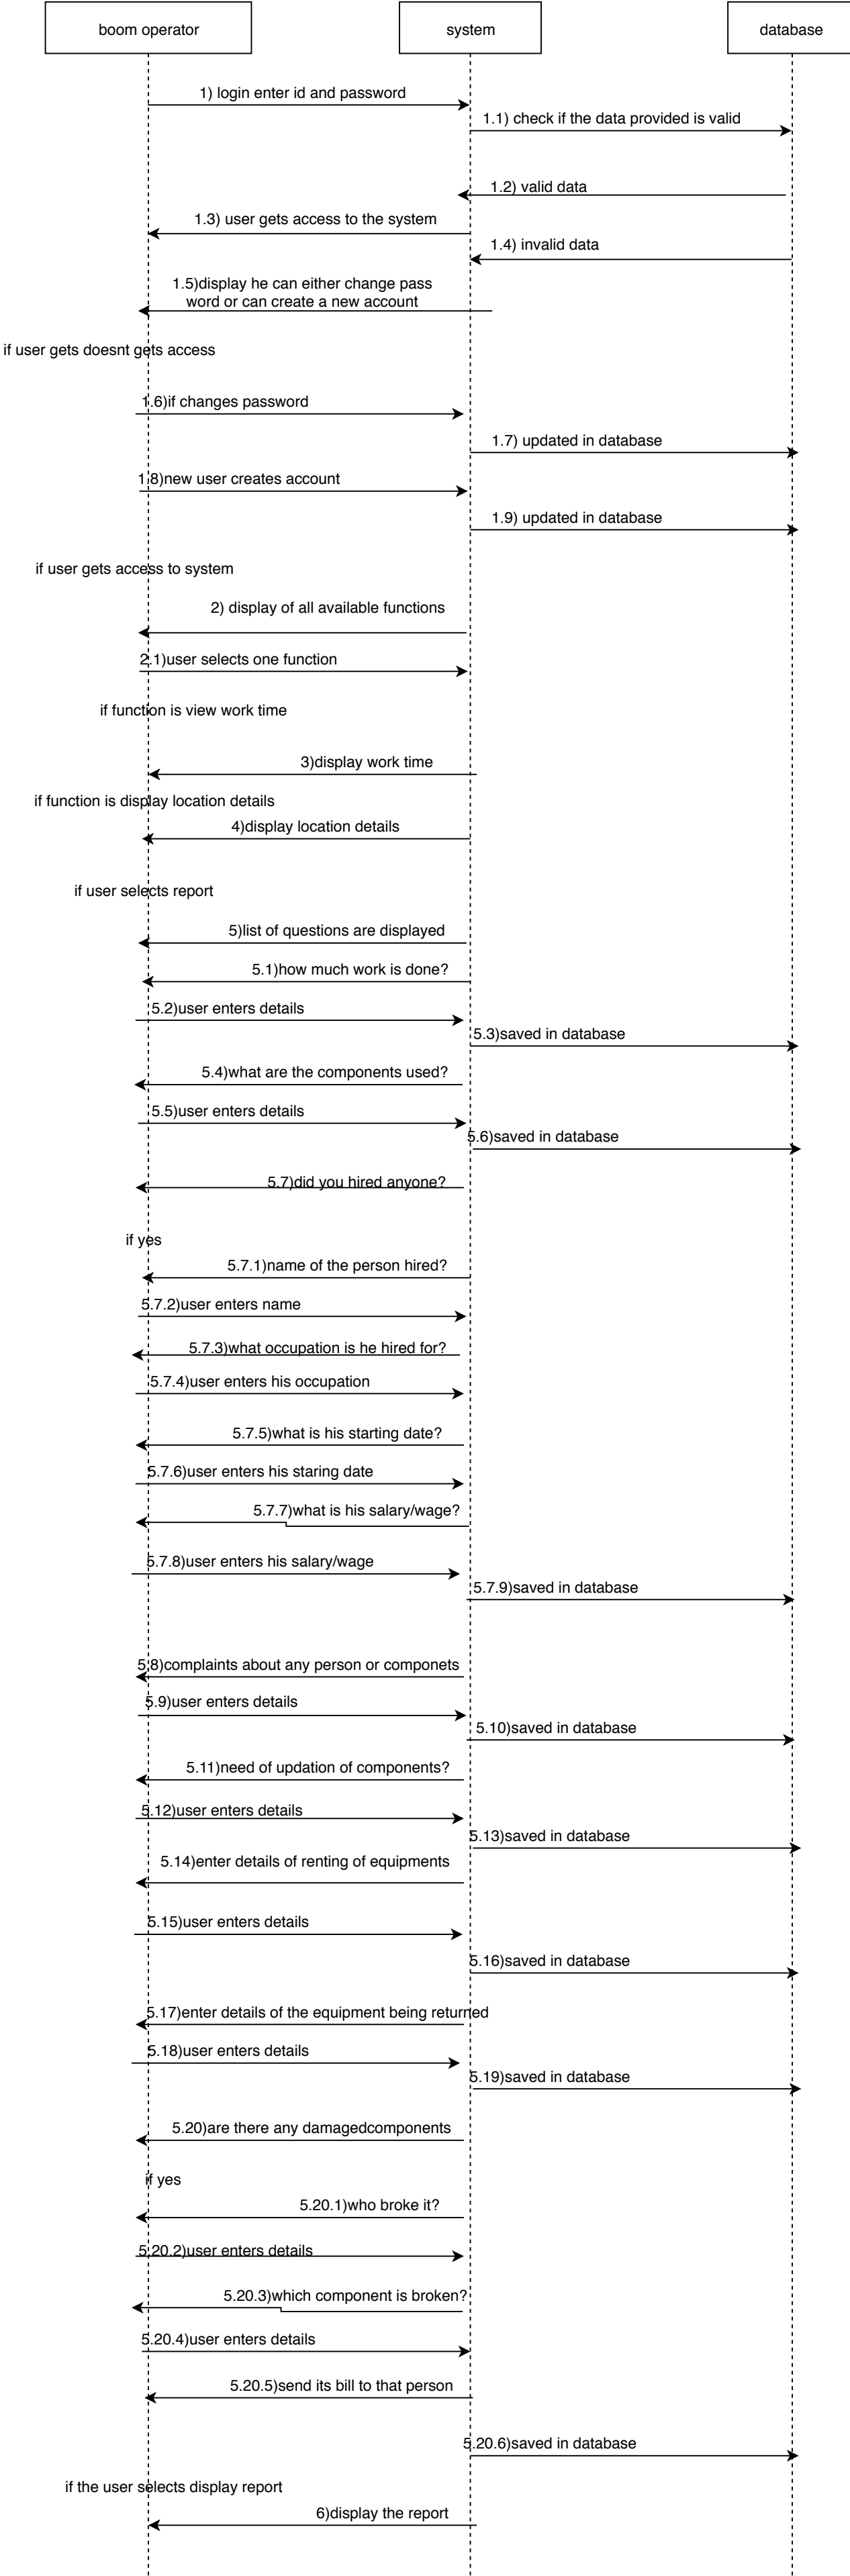 boom operator
system
database
1) login enter id and password
1.1) check if the data provided is valid
1.2) valid data
1.3) user gets access to the system
1.4) invalid data
1.5)display he can either change pass
word or can create a new account
if user gets doesnt gets access
1.6)if changes password
1.7) updated in database
1.8)new user creates account
1.9) updated in database
if user gets access to system
2) display of all available functions
2.1)user selects one function
if function is view work time
3)display work time
if function is display location details
4)display location details
if user selects report
5)list of questions are displayed
5.1)how much work is done?
5.2)user enters details
5.3)saved in database
5.4)what are the components used?
5.5)user enters details
5.6)saved in database
5.7)did you hired anyone?
if yes
5.7.1)name of the person hired?
5.7.2)user enters name
5.7.3)what occupation is he hired for?
5.7.4)user enters his occupation
5.7.5)what is his starting date?
5.7.6)user enters his staring date
5.7.7)what is his salary/wage?
5.7.8)user enters his salary/wage
5.7.9)saved in database
5.8)complaints about any person or componets
5.9)user enters details
5.10)saved in database
5.11)need of updation of components?
5.12)user enters details
5.13)saved in database
5.14)enter details of renting of equipments
5.15)user enters details
5.16)saved in database
5.17)enter details of the equipment being returned
5.18)user enters details
5.19)saved in database
5.20)are there any damagedcomponents
if yes
5.20.1)who broke it?
5.20.2)user enters details
5.20.3)which component is broken?
5.20.4)user enters details
5.20.5)send its bill to that person
5.20.6)saved in database
if the user selects display report
6)display the report